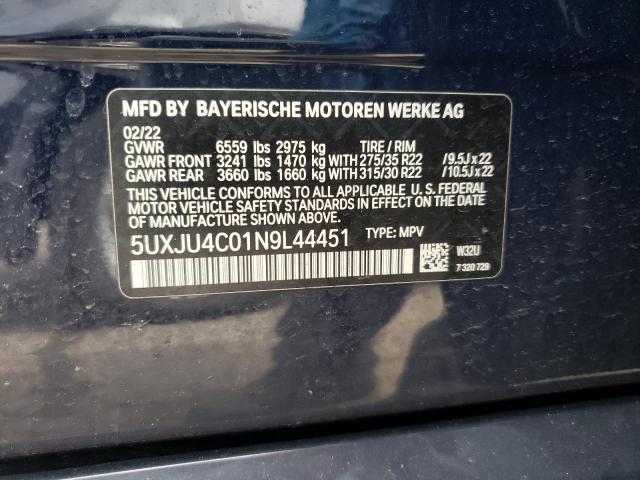 MFD BY BAYERISCHE MOTOREN WERKE AG
02/22
GVWR 6559 lbs 2975 kg TIRE / RIM
GAWR FRONT 3241 lbs 1470 kg WITH 275/35 R22 / 9.5J x 22
GAWR REAR 3660 lbs 1660 kg WITH 315/30 R22 / 10.5J x 22
THIS VEHICLE CONFORMS TO ALL APPLICABLE U. S. FEDERAL
MOTOR VEHICLE SAFETY STANDARDS IN EFFECT ON THE DATE
OF MANUFACTURE SHOWN ABOVE.
5UXJU4C01N9L44451 TYPE: MPV
W32U
7 320 729